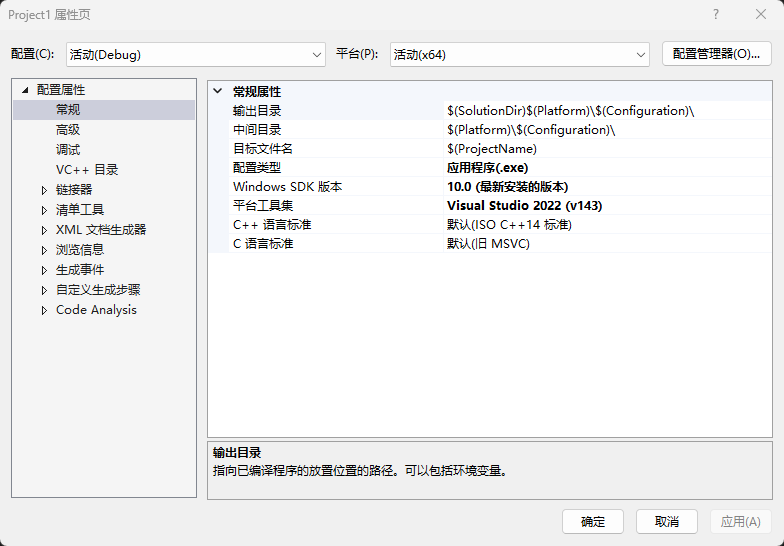 Project1 属性页
配置(C): 活动(Debug) 平台(P): 活动(x64) 配置管理器(O)...
配置属性
常规
高级
调试
VC++ 目录
链接器
清单工具
XML 文档生成器
浏览信息
生成事件
自定义生成步骤
Code Analysis
常规属性
输出目录 $(SolutionDir)$(Platform)\$(Configuration)\
中间目录 $(Platform)\$(Configuration)\
目标文件名 $(ProjectName)
配置类型 应用程序(.exe)
Windows SDK 版本 10.0 (最新安装的版本)
平台工具集 Visual Studio 2022 (v143)
C++ 语言标准 默认(ISO C++14 标准)
C 语言标准 默认(旧 MSVC)
输出目录
指向已编译程序的放置位置的路径。可以包括环境变量。
确定 取消 应用(A)